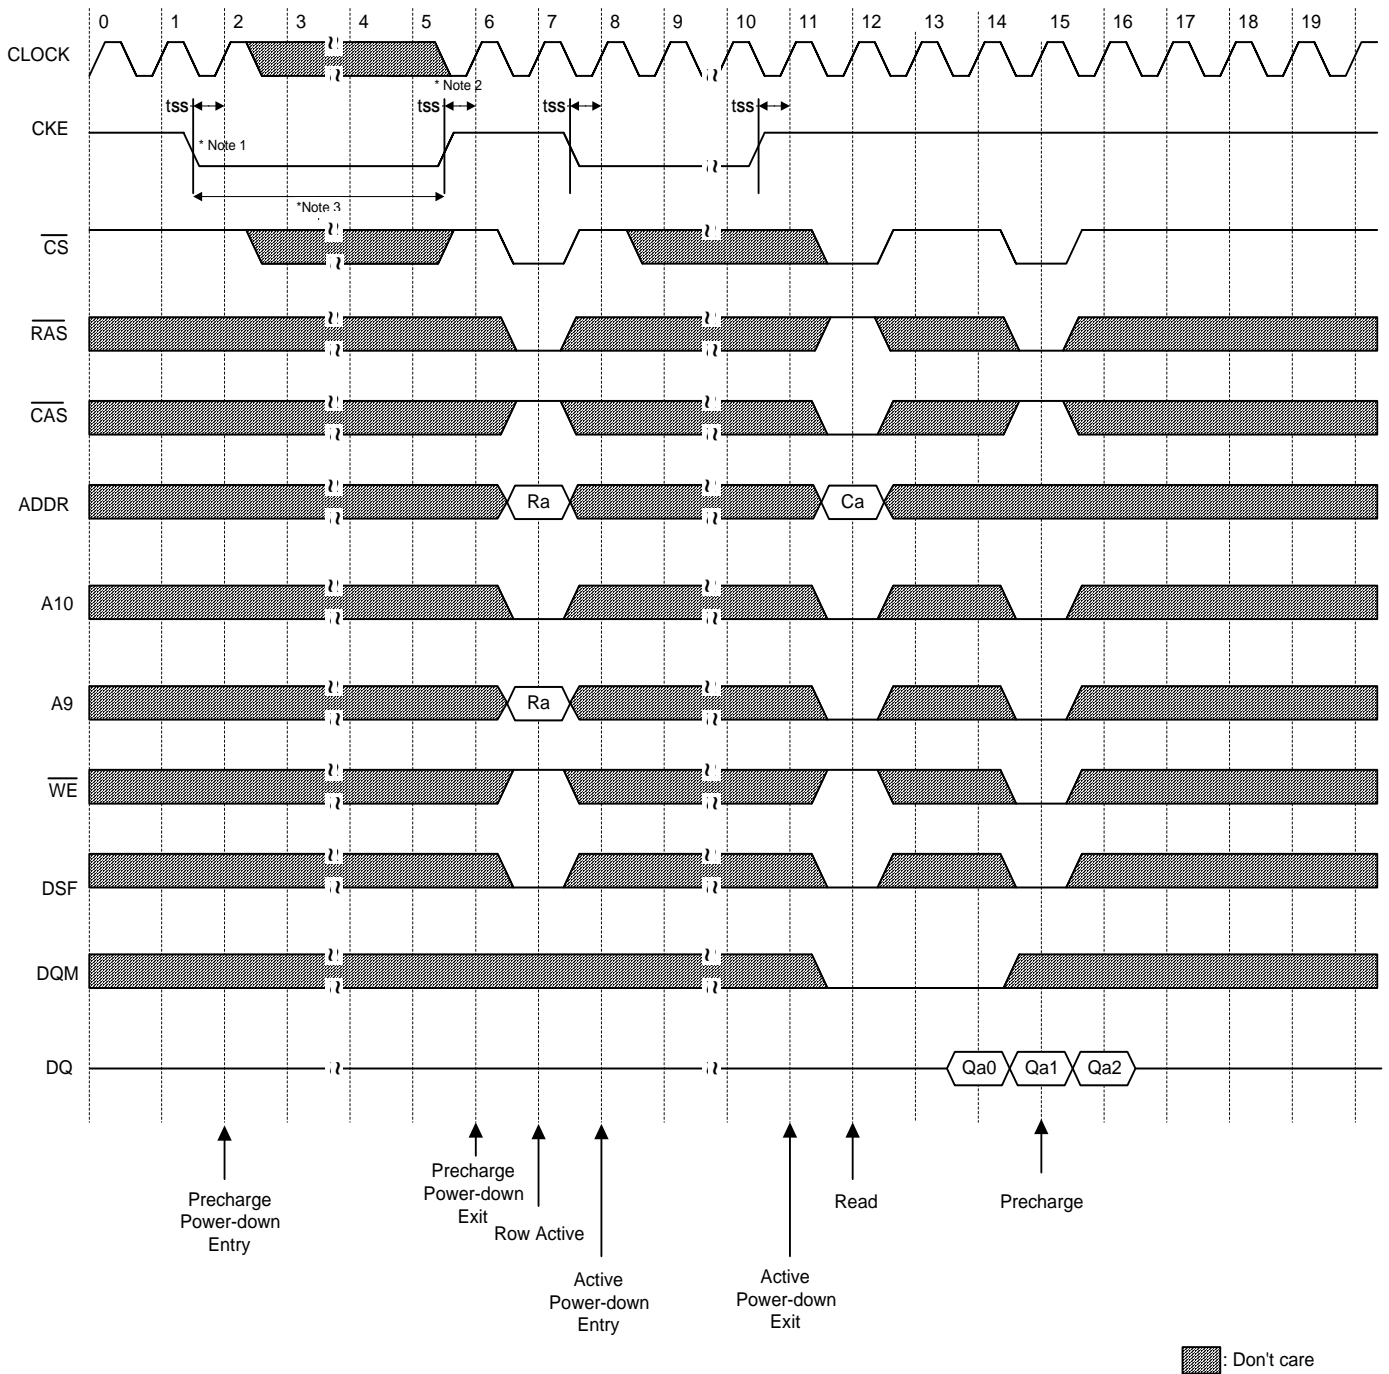 0 1 2 3 4 5 6 7 8 9 10 11 12 13 14 15 16 17 18 19
CLOCK
* Note 2
tss tss tss tss
CKE
* Note 1
*Note 3
CS
RAS
CAS
ADDR Ra Ca
A10
A9 Ra
WE
DSF
DQM
DQ Qa0 Qa1 Qa2
Precharge
Power-down
Entry
Precharge
Power-down
Exit
Row Active
Active
Power-down
Entry
Active
Power-down
Exit
Read
Precharge
: Don't care